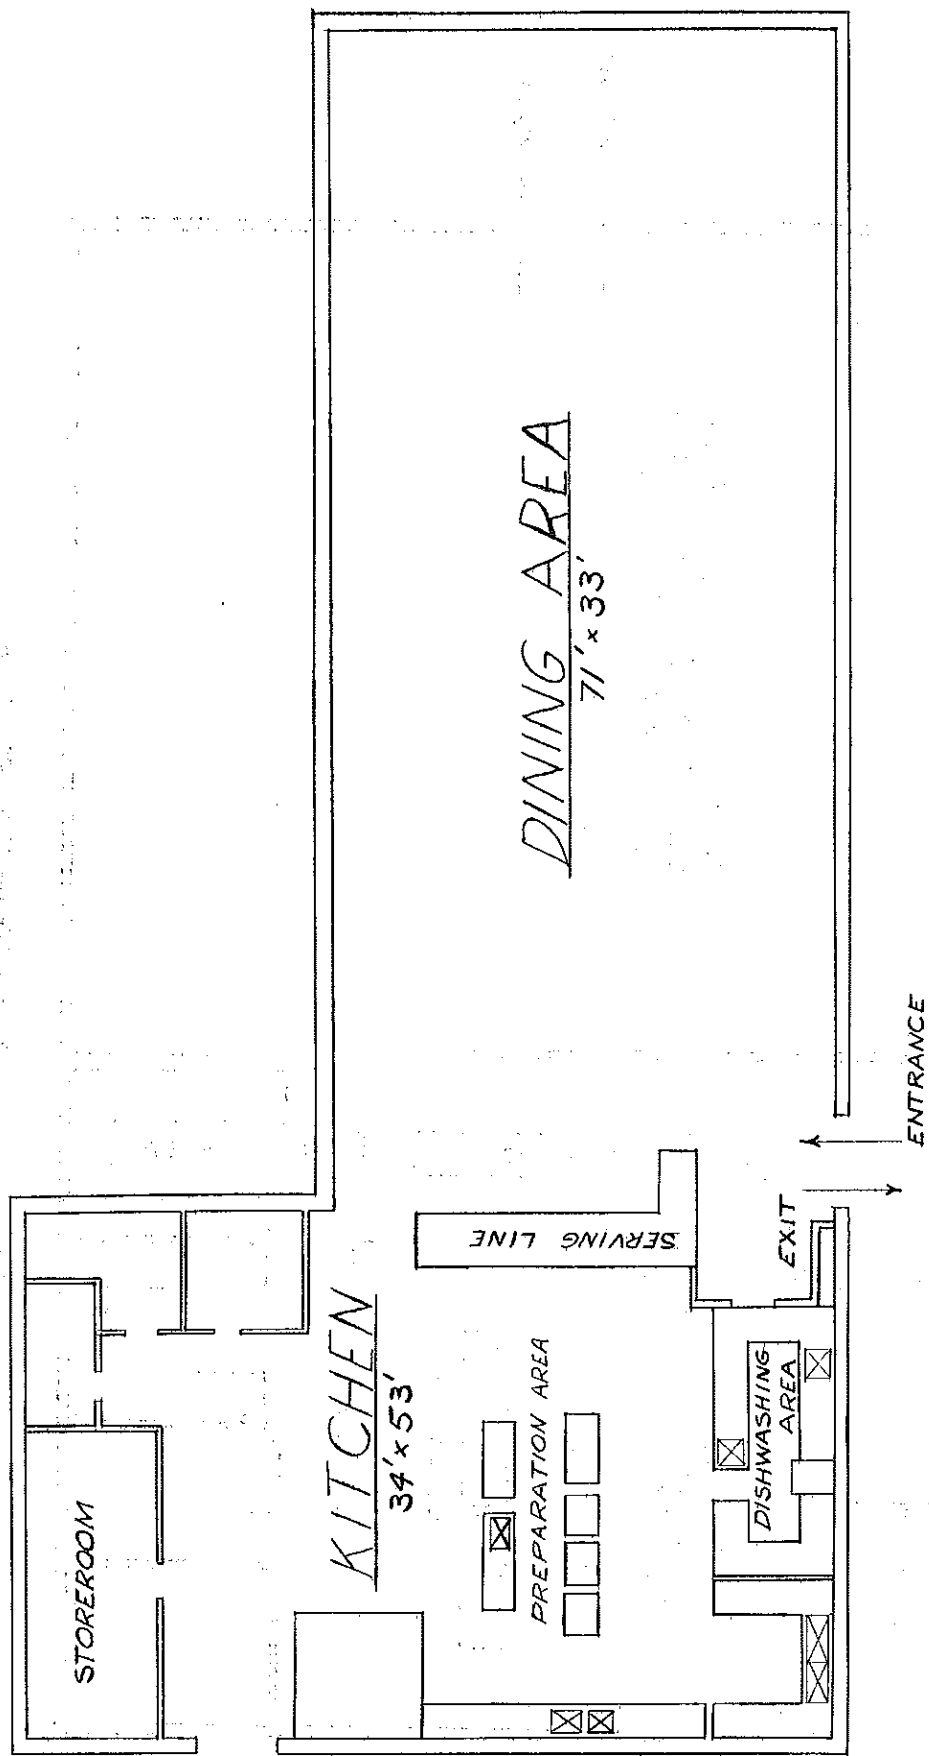 DINING AREA
71' x 33'
ENTRANCE
EXIT
SERVING LINE
KITCHEN
34' x 53'
PREPARATION AREA
DISHWASHING
AREA
STOREROOM